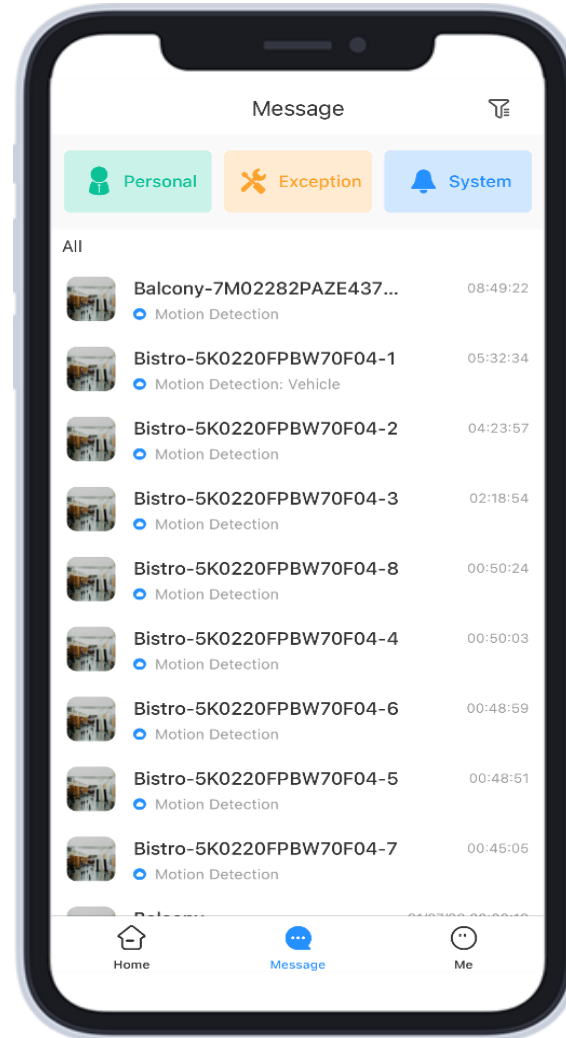 Message
Personal
Exception
System
All
Balcony-7M02282PAZE437...
08:49:22
Motion Detection
Bistro-5K0220FPBW70F04-1
05:32:34
Motion Detection: Vehicle
Bistro-5K0220FPBW70F04-2
04:23:57
Motion Detection
Bistro-5K0220FPBW70F04-3
02:18:54
Motion Detection
Bistro-5K0220FPBW70F04-8
00:50:24
Motion Detection
Bistro-5K0220FPBW70F04-4
00:50:03
Motion Detection
Bistro-5K0220FPBW70F04-6
00:48:59
Motion Detection
Bistro-5K0220FPBW70F04-5
00:48:51
Motion Detection
Bistro-5K0220FPBW70F04-7
00:45:05
Motion Detection
Home
Message
Me